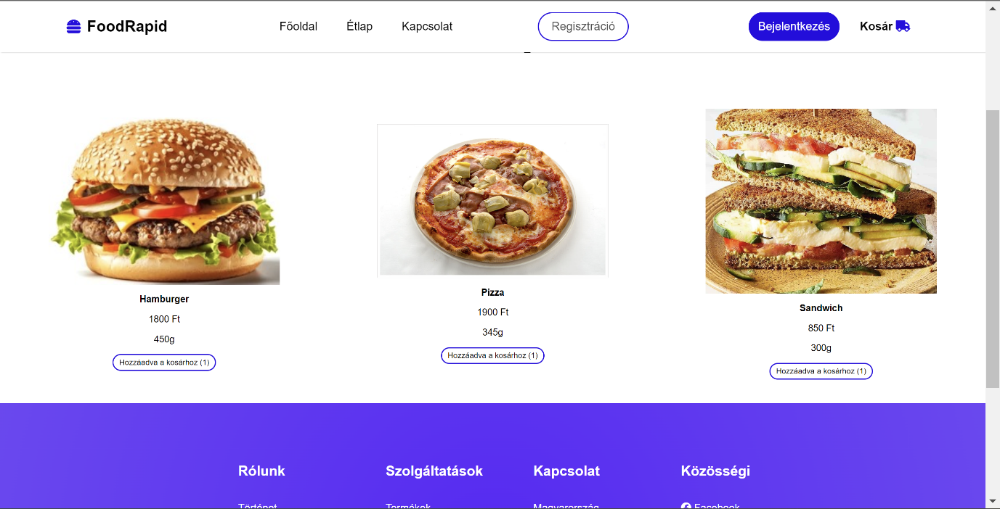 FoodRapid
Főoldal
Étlap
Kapcsolat
Regisztráció
Bejelentkezés
Kosár
Hamburger
1800 Ft
450g
Hozzáadva a kosárhoz (1)
Pizza
1900 Ft
345g
Hozzáadva a kosárhoz (1)
Sandwich
850 Ft
300g
Hozzáadva a kosárhoz (1)
Rólunk
Szolgáltatások
Kapcsolat
Közösségi
Történet
Termékek
Magyarország
Facebook